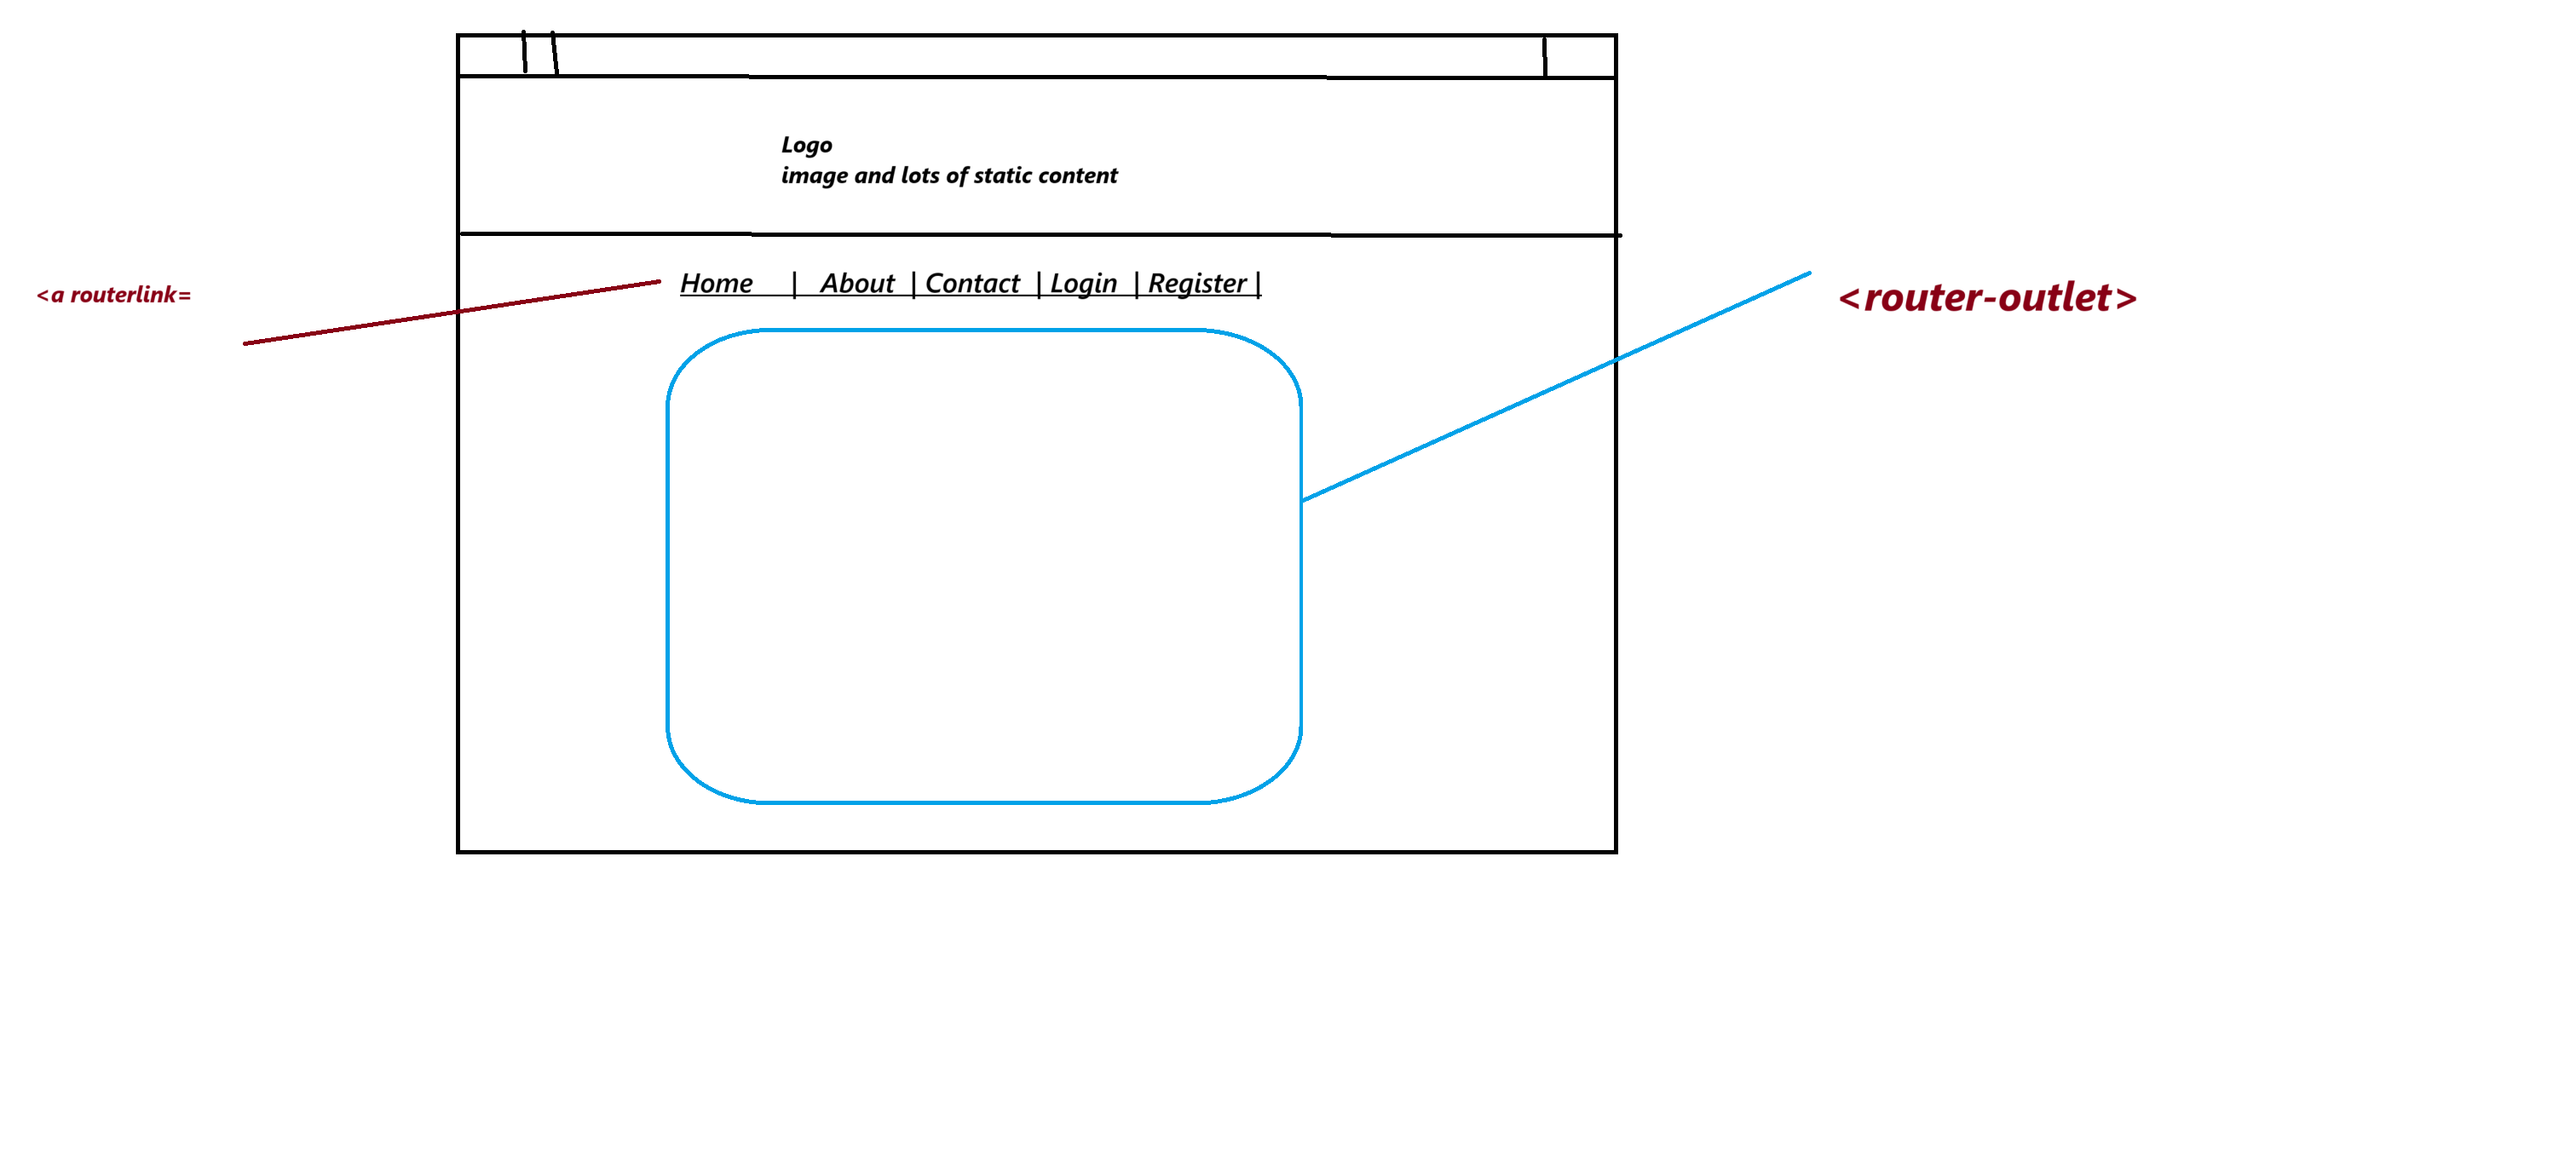 Logo
image and lots of static content
Home | About | Contact | Login | Register |
<a routerlink=
<router-outlet>